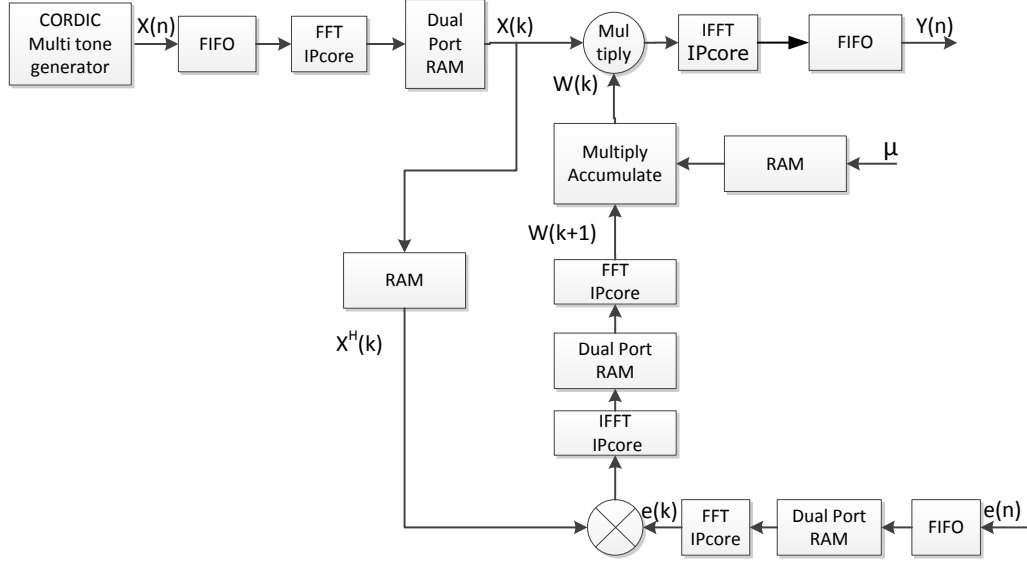 CORDIC
Multi tone
generator
X(n)
FIFO
FFT
IPcore
Dual
Port
RAM
X(k)
Mul
tiply
IFFT
IPcore
FIFO
Y(n)
W(k)
Multiply
Accumulate
RAM
μ
W(k+1)
RAM
FFT
IPcore
X^H(k)
Dual Port
RAM
IFFT
IPcore
e(k)
FFT
IPcore
Dual Port
RAM
FIFO
e(n)